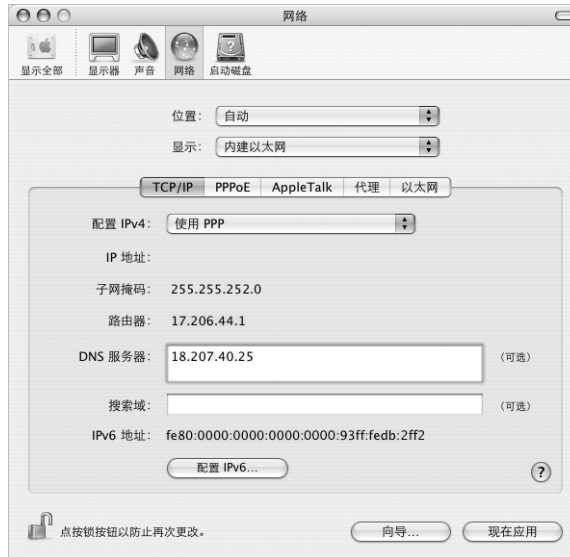 网络
显示全部 显示器 声音 网络 启动磁盘
位置： 自动
显示： 内建以太网
TCP/IP PPPoE AppleTalk 代理 以太网
配置 IPv4： 使用 PPP
IP 地址：
子网掩码： 255.255.252.0
路由器： 17.206.44.1
DNS 服务器： 18.207.40.25 (可选)
搜索域： (可选)
IPv6 地址： fe80:0000:0000:0000:0000:93ff:fedb:2ff2
配置 IPv6...
?
点按锁按钮以防止再次更改。 向导... 现在应用